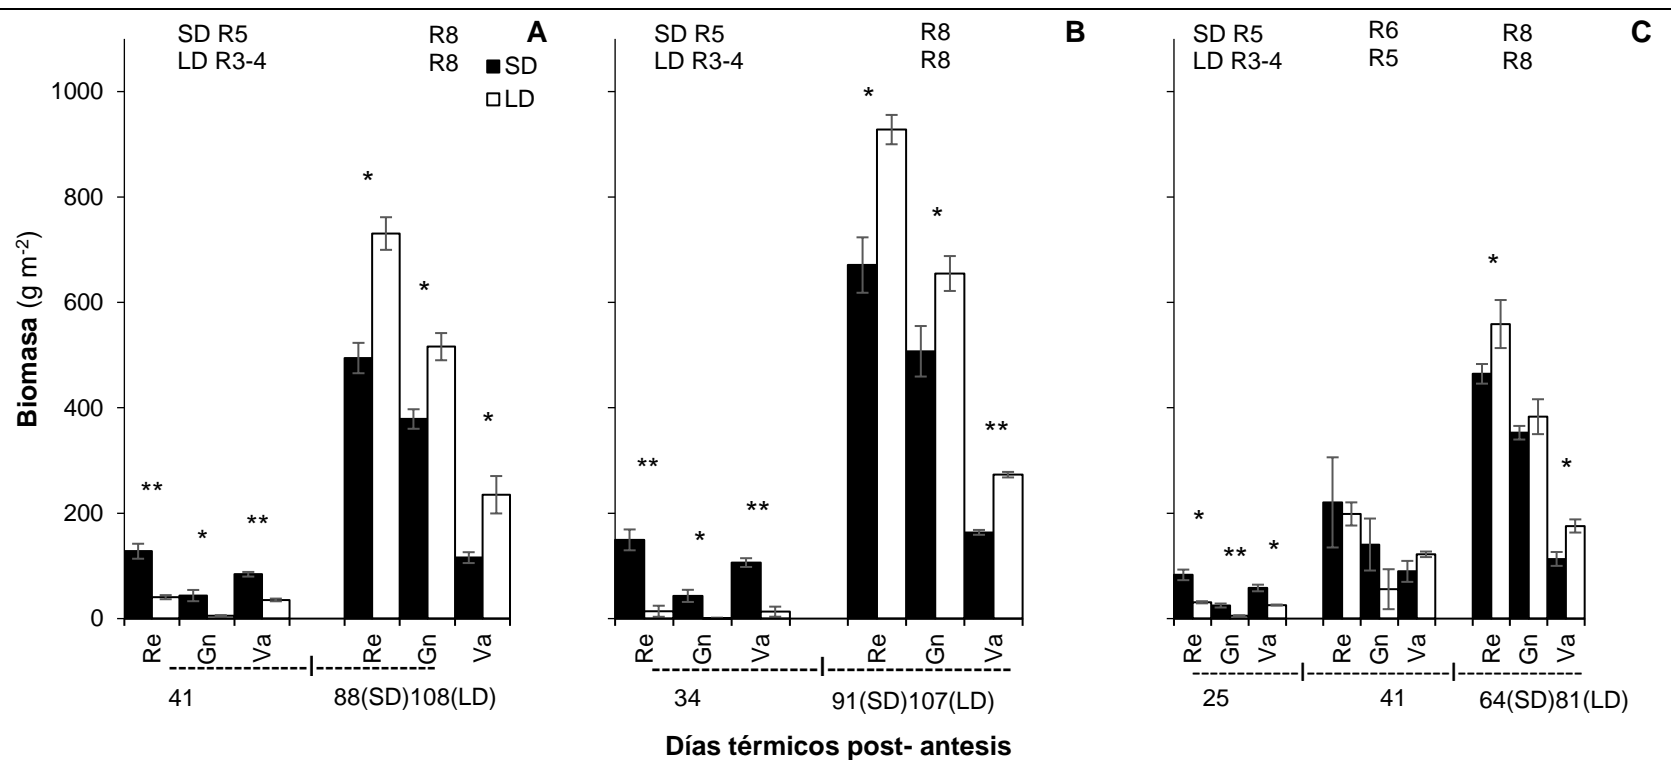 SD R5 R8 A
LD R3-4 R8
SD
LD
SD R5 R8 B
LD R3-4 R8
SD R5 R6 R8 C
LD R3-4 R5 R8
* * * ** * **
* * ** ** * **
* * * ** *
1000
800
600
400
200
0
Biomasa (g m-2)
Re Gn Va Re Gn Va
41 88(SD)108(LD)
Re Gn Va Re Gn Va
34 91(SD)107(LD)
Re Gn Va Re Gn Va Re Gn Va
25 41 64(SD)81(LD)
Días térmicos post- antesis